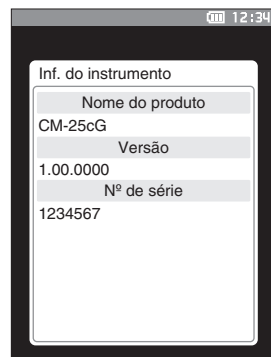 12:34
Inf. do instrumento
Nome do produto
CM-25cG
Versão
1.00.0000
Nº de série
1234567